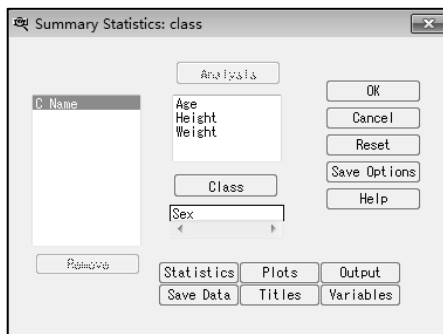 Summary Statistics: class
Analysis
C Name
Age
Height
Weight
Class
Sex
Remove
OK
Cancel
Reset
Save Options
Help
Statistics
Plots
Output
Save Data
Titles
Variables